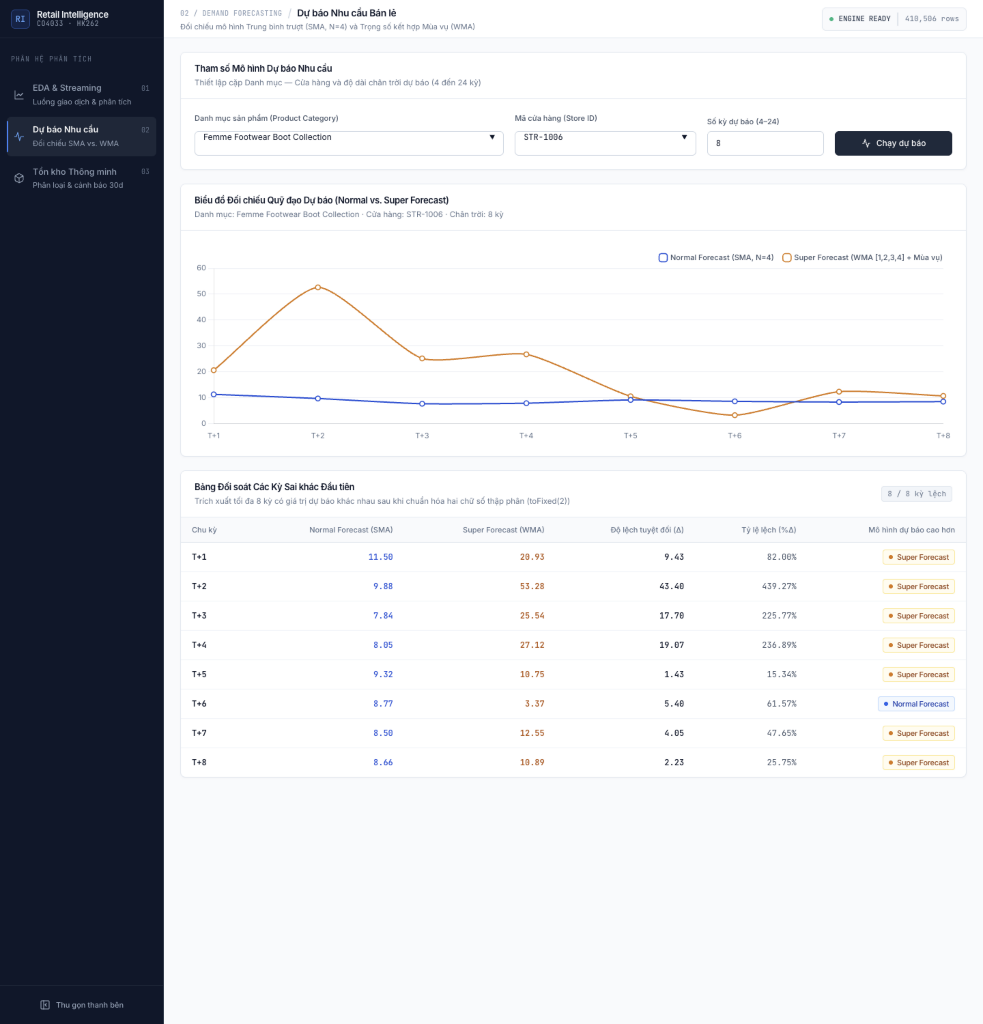 RI
Retail Intelligence
CO4033 · HK262
PHÂN HỆ PHÂN TÍCH
EDA & Streaming 01
Luồng giao dịch & phân tích
Dự báo Nhu cầu 02
Đối chiếu SMA vs. WMA
Tồn kho Thông minh 03
Phân loại & cảnh báo 30d
Thu gọn thanh bên
02 / DEMAND FORECASTING / Dự báo Nhu cầu Bán lẻ
Đối chiếu mô hình Trung bình trượt (SMA, N=4) và Trọng số kết hợp Mùa vụ (WMA)
ENGINE READY 410,506 rows
Tham số Mô hình Dự báo Nhu cầu
Thiết lập cặp Danh mục — Cửa hàng và độ dài chân trời dự báo (4 đến 24 kỳ)
Danh mục sản phẩm (Product Category)
Femme Footwear Boot Collection ▼
Mã cửa hàng (Store ID)
STR-1006 ▼
Số kỳ dự báo (4–24)
8
Chạy dự báo
Biểu đồ Đối chiếu Quỹ đạo Dự báo (Normal vs. Super Forecast)
Danh mục: Femme Footwear Boot Collection · Cửa hàng: STR-1006 · Chân trời: 8 kỳ
Normal Forecast (SMA, N=4) Super Forecast (WMA [1,2,3,4] + Mùa vụ)
60
50
40
30
20
10
0
T+1 T+2 T+3 T+4 T+5 T+6 T+7 T+8
Bảng Đối soát Các Kỳ Sai khác Đầu tiên
Trích xuất tối đa 8 kỳ có giá trị dự báo khác nhau sau khi chuẩn hóa hai chữ số thập phân (toFixed(2))
8 / 8 kỳ lệch
Chu kỳ Normal Forecast (SMA) Super Forecast (WMA) Độ lệch tuyệt đối (Δ) Tỷ lệ lệch (%Δ) Mô hình dự báo cao hơn
T+1 11.50 20.93 9.43 82.00% Super Forecast
T+2 9.88 53.28 43.40 439.27% Super Forecast
T+3 7.84 25.54 17.70 225.77% Super Forecast
T+4 8.05 27.12 19.07 236.89% Super Forecast
T+5 9.32 10.75 1.43 15.34% Super Forecast
T+6 8.77 3.37 5.40 61.57% Normal Forecast
T+7 8.50 12.55 4.05 47.65% Super Forecast
T+8 8.66 10.89 2.23 25.75% Super Forecast